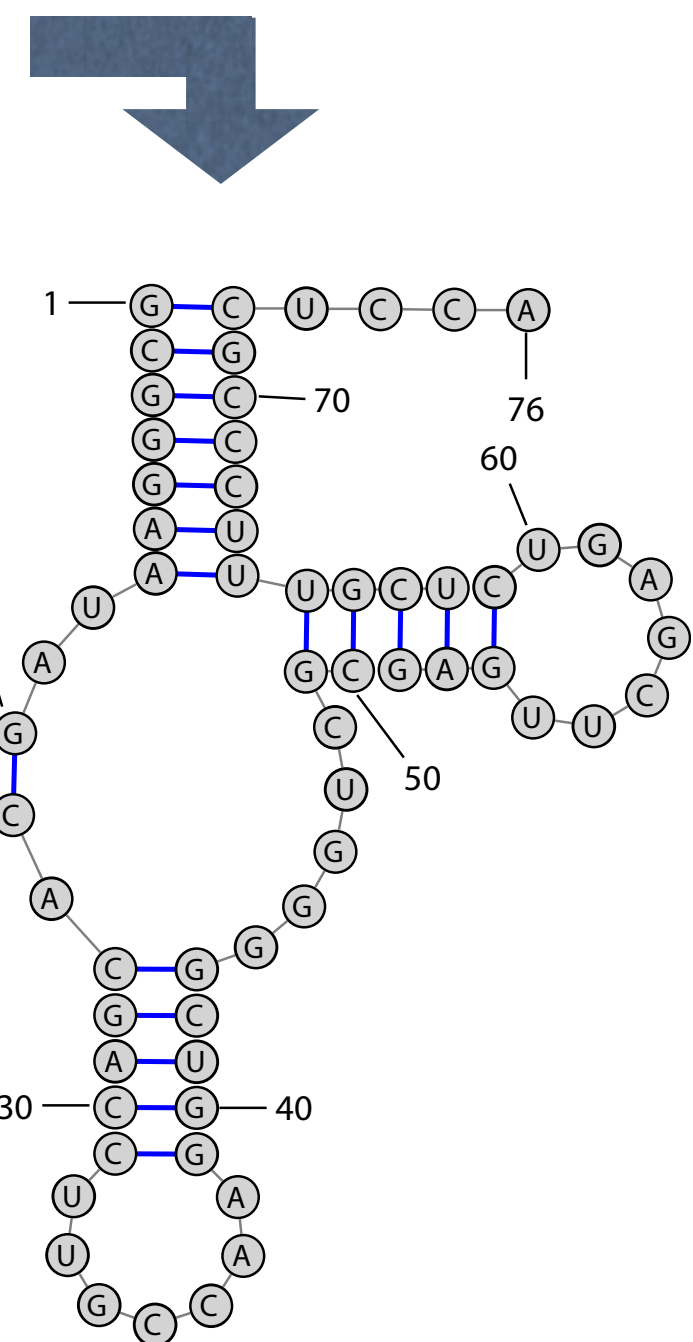 1 G C U C C A
C G
G C 70
G C 76
G C 60
A U U G
A U U G C U C A
U G
A G C G A G C
G C U U
C U 50
A G
G
C G G
G C
A U
30 C G 40
C G
U A
U A
G C
C